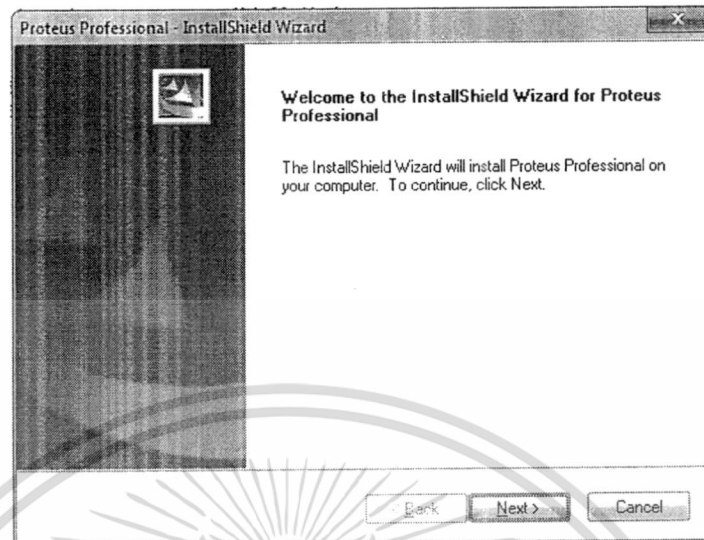 Proteus Professional - InstallShield Wizard
Welcome to the InstallShield Wizard for Proteus
Professional
The InstallShield Wizard will install Proteus Professional on
your computer. To continue, click Next.
Back
Next >
Cancel